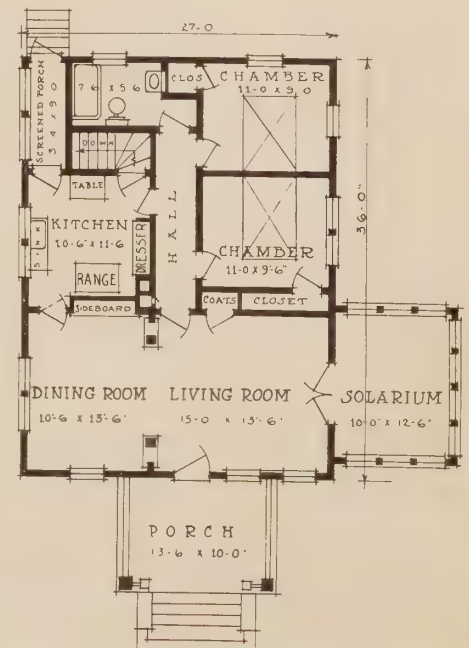 27-0
SCREENED PORCH
3 4 X 9 0
7 6 X 5 6
CLOS
CHAMBER
11-0 X 9 0
DOWN
TABLE
KITCHEN
10-6" X 11-6
SINK
RANGE
DRESSER
HALL
CHAMBER
11-0 X 9'-6"
36-0"
COATS
CLOSET
SIDEBOARD
DINING ROOM
10-6 X 13'-6"
LIVING ROOM
15-0 X 13'-6"
SOLARIUM
10-0" X 12-6"
PORCH
13-6 X 10-0"